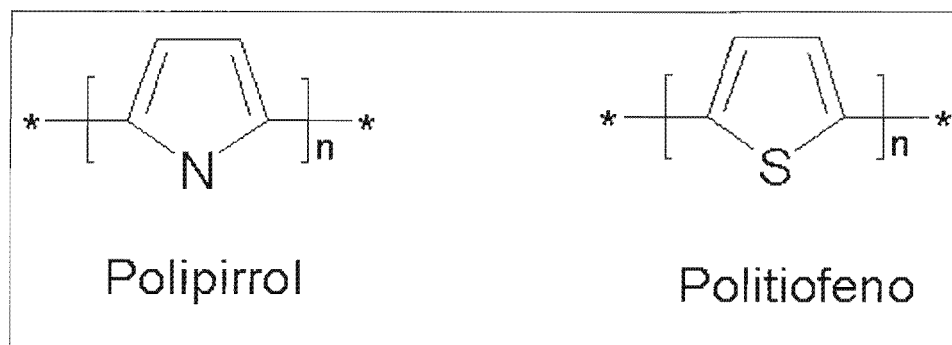 * n *
N
* n *
S
Polipirrol
Politiofeno